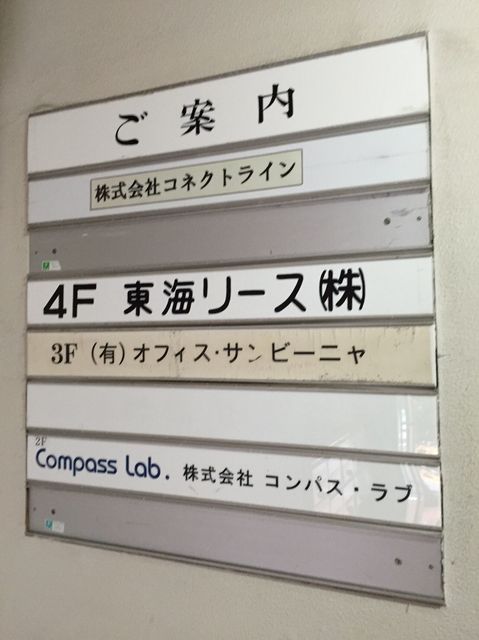 ご案内
株式会社コネクトライン
4F 東海リース㈱
3F (有)オフィス・サンビーニャ
2F
Compass Lab. 株式会社 コンパス・ラブ